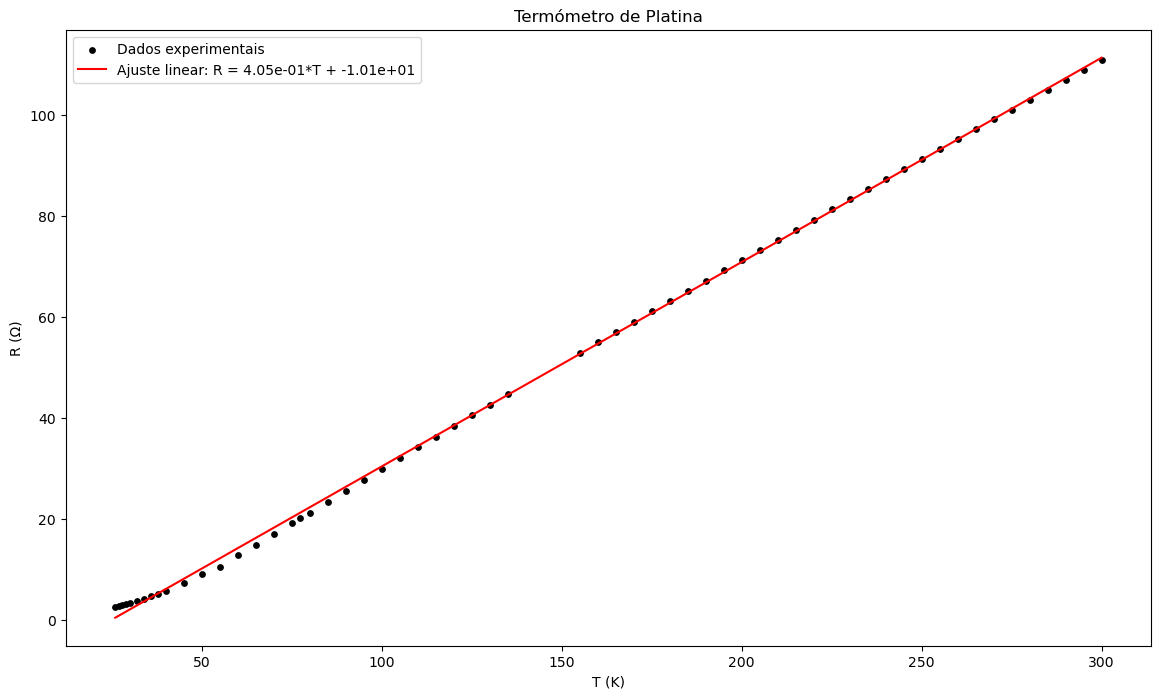 Termómetro de Platina
Dados experimentais
Ajuste linear: R = 4.05e-01*T + -1.01e+01
100
80
60
40
20
0
R (Ω)
50
100
150
200
250
300
T (K)